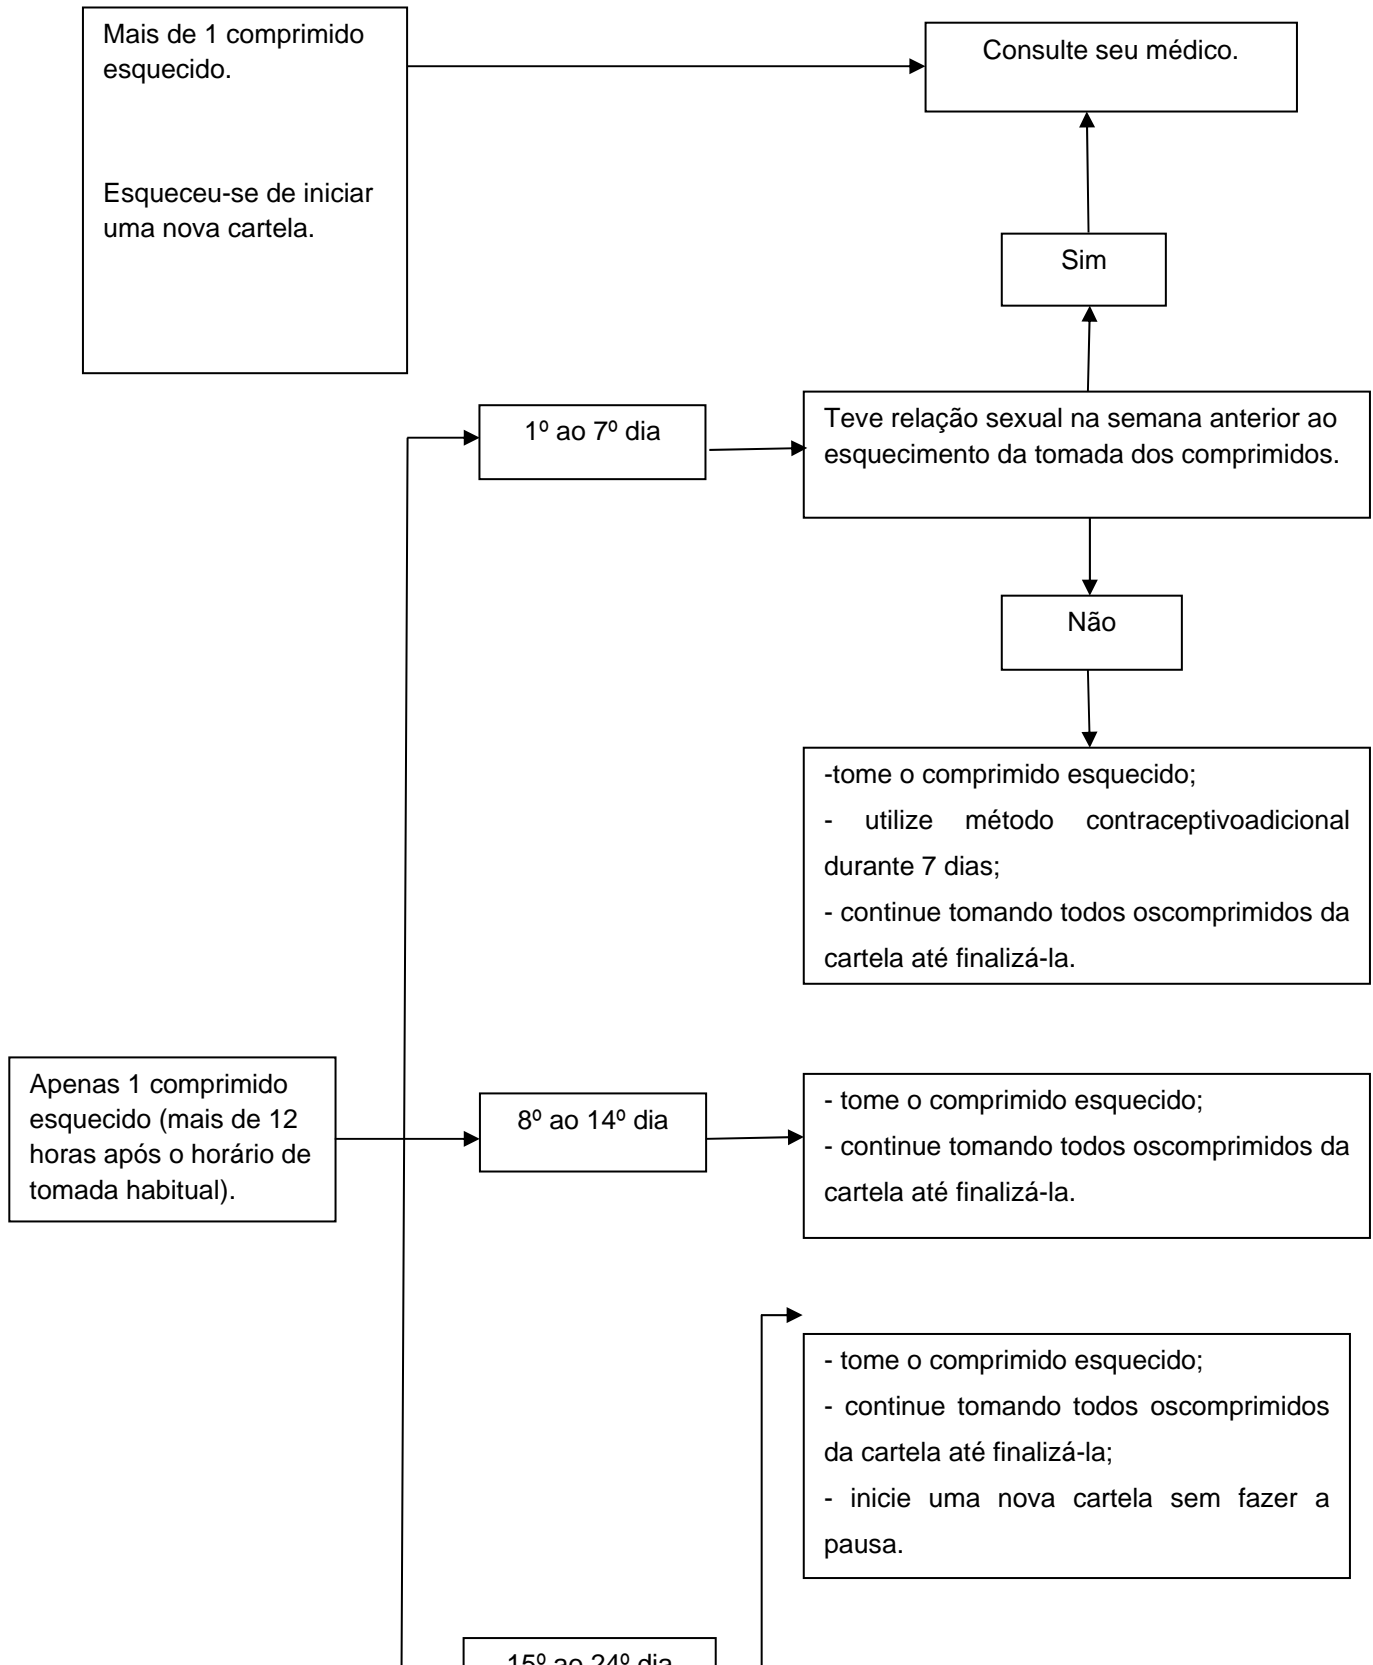 Mais de 1 comprimido
esquecido.
Esqueceu-se de iniciar
uma nova cartela.
Consulte seu médico.
Sim
1º ao 7º dia
Teve relação sexual na semana anterior ao
esquecimento da tomada dos comprimidos.
Não
-tome o comprimido esquecido;
- utilize método contraceptivoadicional
durante 7 dias;
- continue tomando todos oscomprimidos da
cartela até finalizá-la.
Apenas 1 comprimido
esquecido (mais de 12
horas após o horário de
tomada habitual).
8º ao 14º dia
- tome o comprimido esquecido;
- continue tomando todos oscomprimidos da
cartela até finalizá-la.
- tome o comprimido esquecido;
- continue tomando todos oscomprimidos
da cartela até finalizá-la;
- inicie uma nova cartela sem fazer a
pausa.
15º ao 24º dia